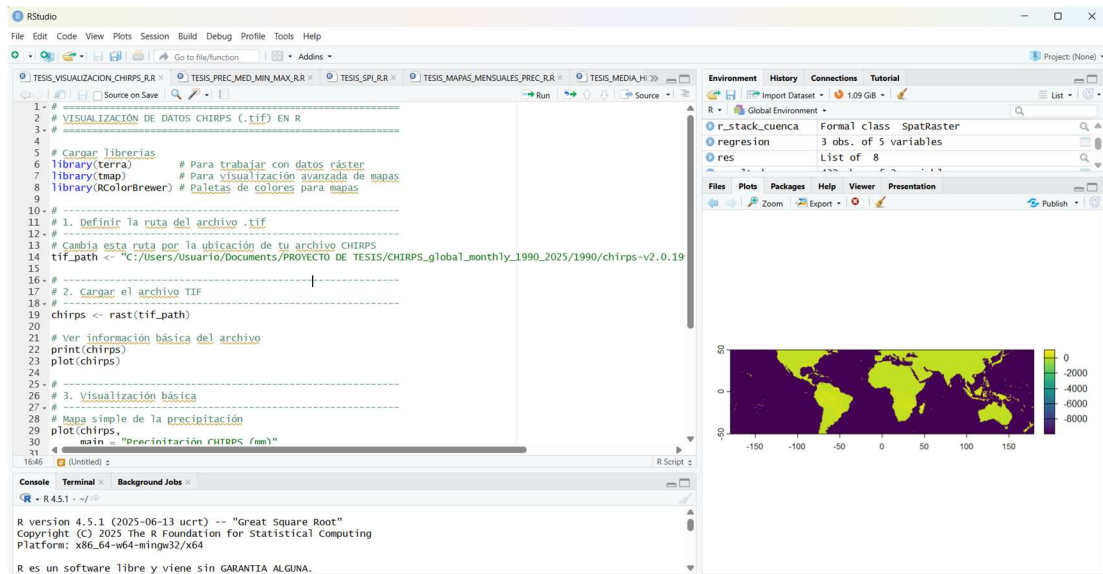 RStudio
File Edit Code View Plots Session Build Debug Profile Tools Help
Go to file/function Addins Project: (None)
TESIS_VISUALIZACION_CHIRPS_R.R TESIS_PREC_MED_MIN_MAX_R.R TESIS_SPI_R.R TESIS_MAPAS_MENSUALES_PREC_R.R TESIS_MEDIA_HI
Source on Save Run Source
1 # =========================================================
2 # VISUALIZACIÓN DE DATOS CHIRPS (.tif) EN R
3 # =========================================================
4
5 # Cargar librerías
6 library(terra) # Para trabajar con datos ráster
7 library(tmap) # Para visualización avanzada de mapas
8 library(RColorBrewer) # Paletas de colores para mapas
9
10 # ---------------------------------------------------------
11 # 1. Definir la ruta del archivo .tif
12 # ---------------------------------------------------------
13 # Cambia esta ruta por la ubicación de tu archivo CHIRPS
14 tif_path <- "C:/Users/Usuario/Documents/PROYECTO DE TESIS/CHIRPS_global_monthly_1990_2025/1990/chirps-v2.0.19
15
16 # ---------------------------------------------------------
17 # 2. Cargar el archivo TIF
18 # ---------------------------------------------------------
19 chirps <- rast(tif_path)
20
21 # Ver información básica del archivo
22 print(chirps)
23 plot(chirps)
24
25 # ---------------------------------------------------------
26 # 3. Visualización básica
27 # ---------------------------------------------------------
28 # Mapa simple de la precipitación
29 plot(chirps,
30 main = "Precipitación CHIRPS (mm)"
31
16:46 (Untitled) R Script
Console Terminal Background Jobs
R 4.5.1 · ~/
R version 4.5.1 (2025-06-13 ucrt) -- "Great Square Root"
Copyright (C) 2025 The R Foundation for Statistical Computing
Platform: x86_64-w64-mingw32/x64
R es un software libre y viene sin GARANTIA ALGUNA.
Environment History Connections Tutorial
Import Dataset 1.09 GiB List
R Global Environment
r_stack_cuenca Formal class SpatRaster
regresion 3 obs. of 5 variables
res List of 8
Files Plots Packages Help Viewer Presentation
Zoom Export Publish
50
0
-50
-150 -100 -50 0 50 100 150
0
-2000
-4000
-6000
-8000